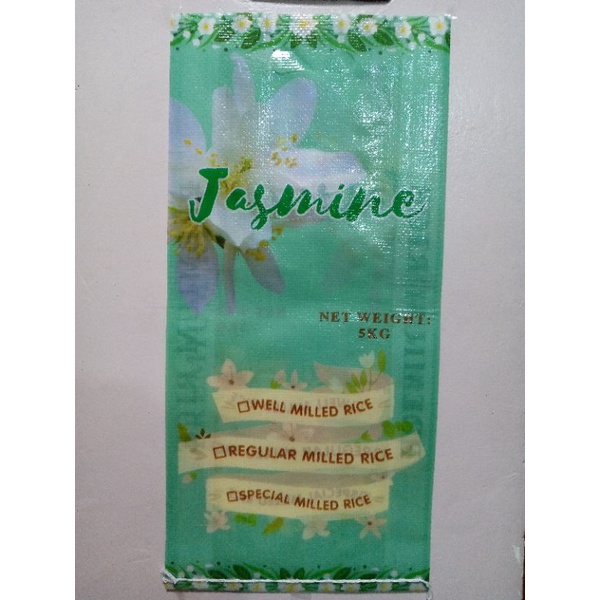 Jasmine
NET WEIGHT:
5KG
WELL MILLED RICE
REGULAR MILLED RICE
SPECIAL MILLED RICE